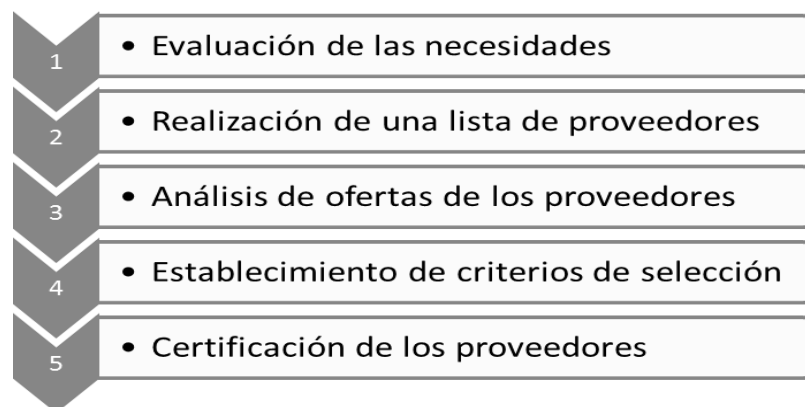 1 • Evaluación de las necesidades
2 • Realización de una lista de proveedores
3 • Análisis de ofertas de los proveedores
4 • Establecimiento de criterios de selección
5 • Certificación de los proveedores